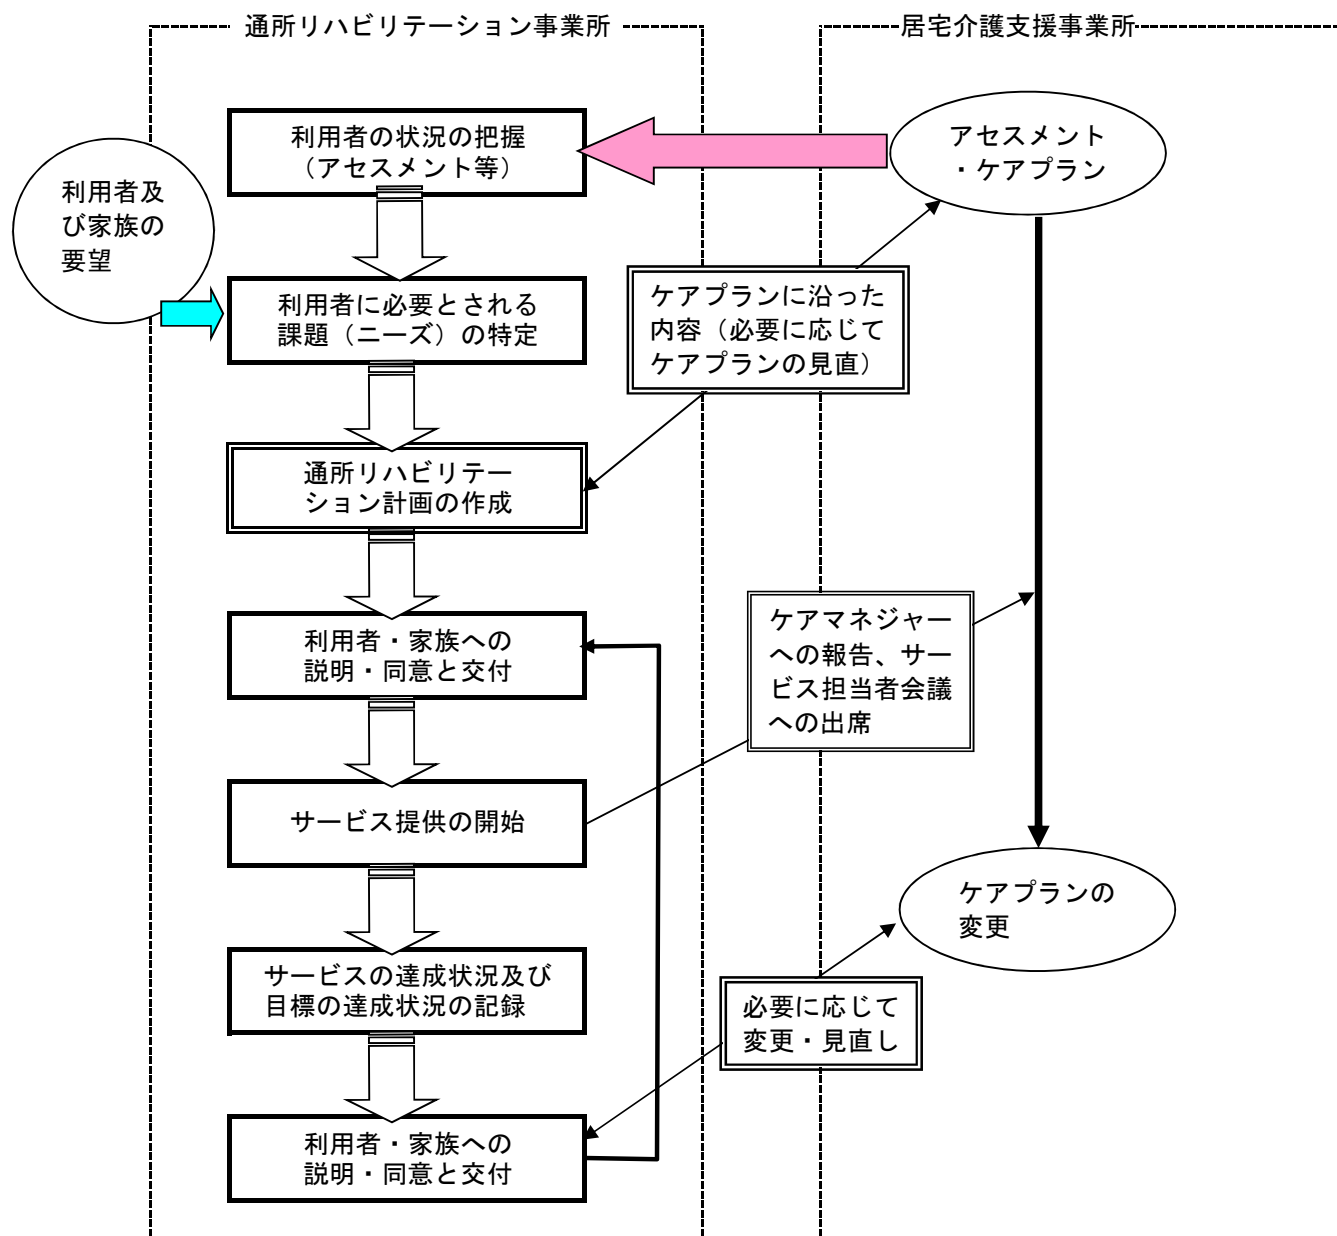 通所リハビリテーション事業所
居宅介護支援事業所
利用者の状況の把握
（アセスメント等）
アセスメント
・ケアプラン
利用者及
び家族の
要望
利用者に必要とされる
課題（ニーズ）の特定
ケアプランに沿った
内容（必要に応じて
ケアプランの見直）
通所リハビリテー
ション計画の作成
利用者・家族への
説明・同意と交付
ケアマネジャー
への報告、サー
ビス担当者会議
への出席
サービス提供の開始
ケアプランの
変更
サービスの達成状況及び
目標の達成状況の記録
必要に応じて
変更・見直し
利用者・家族への
説明・同意と交付